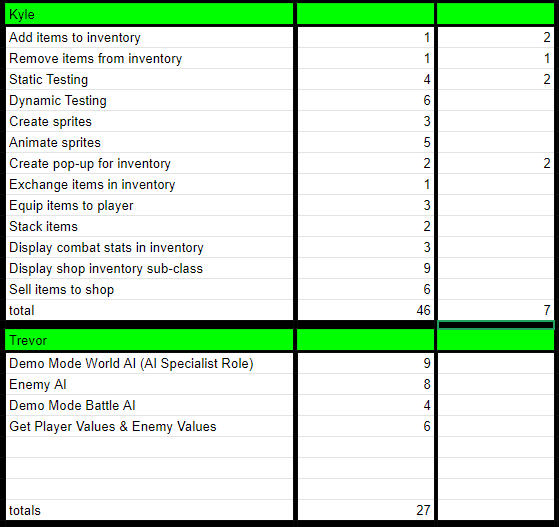 Kyle
Add items to inventory 1 2
Remove items from inventory 1 1
Static Testing 4 2
Dynamic Testing 6
Create sprites 3
Animate sprites 5
Create pop-up for inventory 2 2
Exchange items in inventory 1
Equip items to player 3
Stack items 2
Display combat stats in inventory 3
Display shop inventory sub-class 9
Sell items to shop 6
total 46 7
Trevor
Demo Mode World AI (AI Specialist Role) 9
Enemy AI 8
Demo Mode Battle AI 4
Get Player Values & Enemy Values 6
totals 27